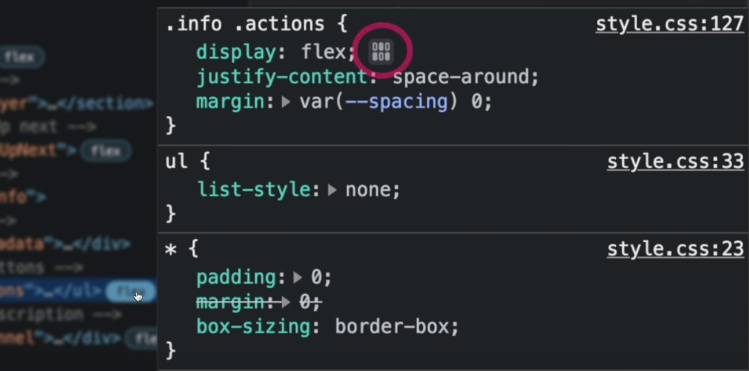 .info .actions {
style.css:127
display: flex;
justify-content: space-around;
margin: var(--spacing) 0;
}
ul {
style.css:33
list-style: none;
}
* {
style.css:23
padding: 0;
margin: 0;
box-sizing: border-box;
}
flex
-->
ayer">…</section>
p next -->
UpNext"> flex
-->
nfo">
-->
adata">…</div>
ttons -->
ons">…</ul>
scription -->
nnel">…</div> flex